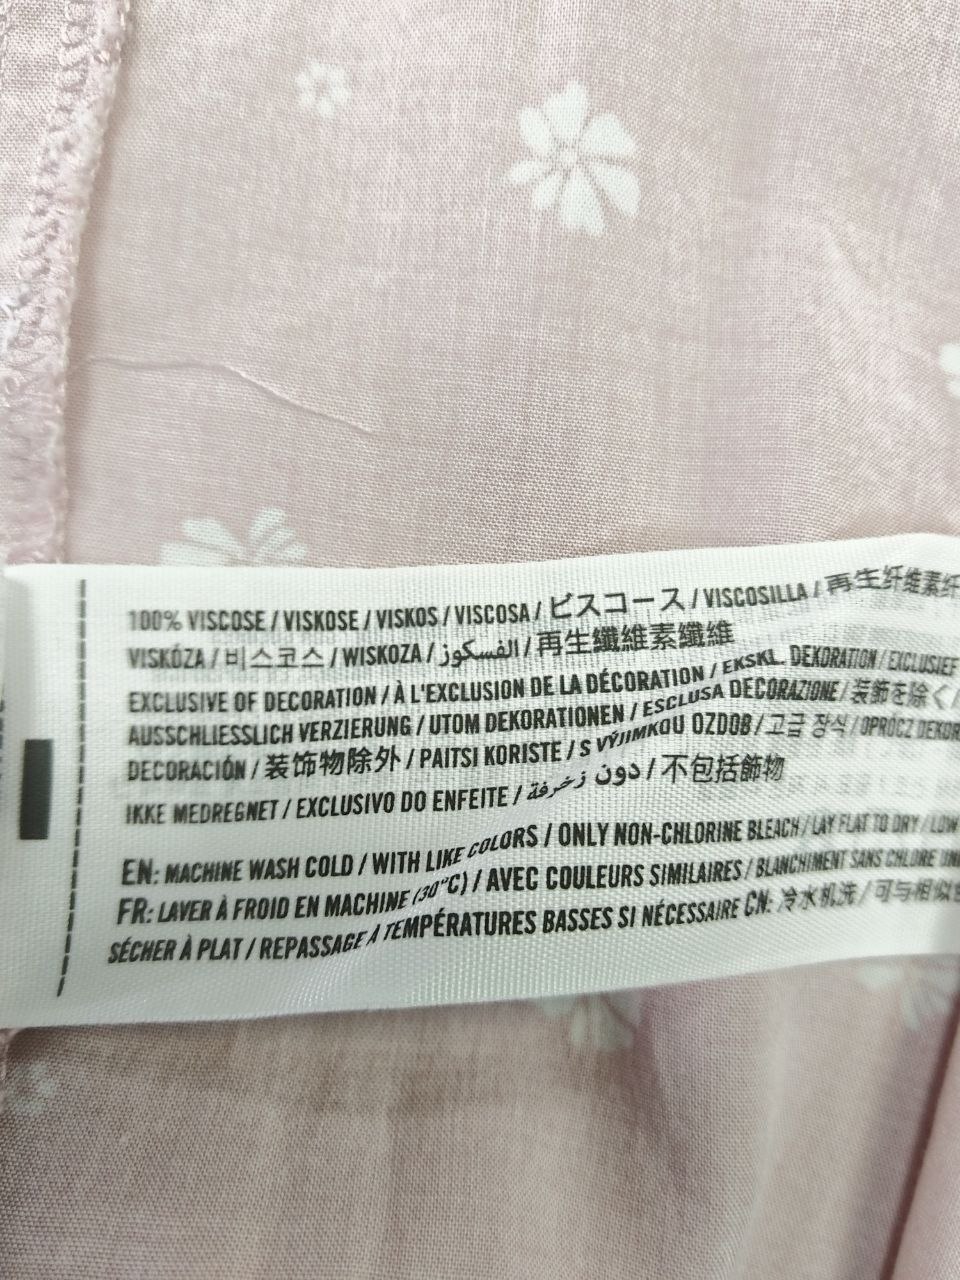 100% VISCOSE / VISKOSE / VISKOS / VISCOSA / ビスコース / VISCOSILLA / 再生纤维素纤
VISKÓZA / 비스코스 / WISKOZA / الفسكوز / 再生纖維素纖維
EXCLUSIVE OF DECORATION / À L'EXCLUSION DE LA DÉCORATION / EKSKL. DEKORATION / EXCLUSIEF
AUSSCHLIESSLICH VERZIERUNG / UTOM DEKORATIONEN / ESCLUSA DECORAZIONE / 装飾を除く /
DECORACIÓN / 装饰物除外 / PAITSI KORISTE / S VÝJIMKOU OZDOB / 고급 장식 / OPRÓCZ DEKOR
IKKE MEDREGNET / EXCLUSIVO DO ENFEITE / دون زخرفة / 不包括飾物
EN: MACHINE WASH COLD / WITH LIKE COLORS / ONLY NON-CHLORINE BLEACH / LAY FLAT TO DRY / LOW
FR: LAVER À FROID EN MACHINE (30°C) / AVEC COULEURS SIMILAIRES / BLANCHIMENT SANS CHLORE
SÉCHER À PLAT / REPASSAGE À TEMPÉRATURES BASSES SI NÉCESSAIRE CN: 冷水机洗 / 可与相似